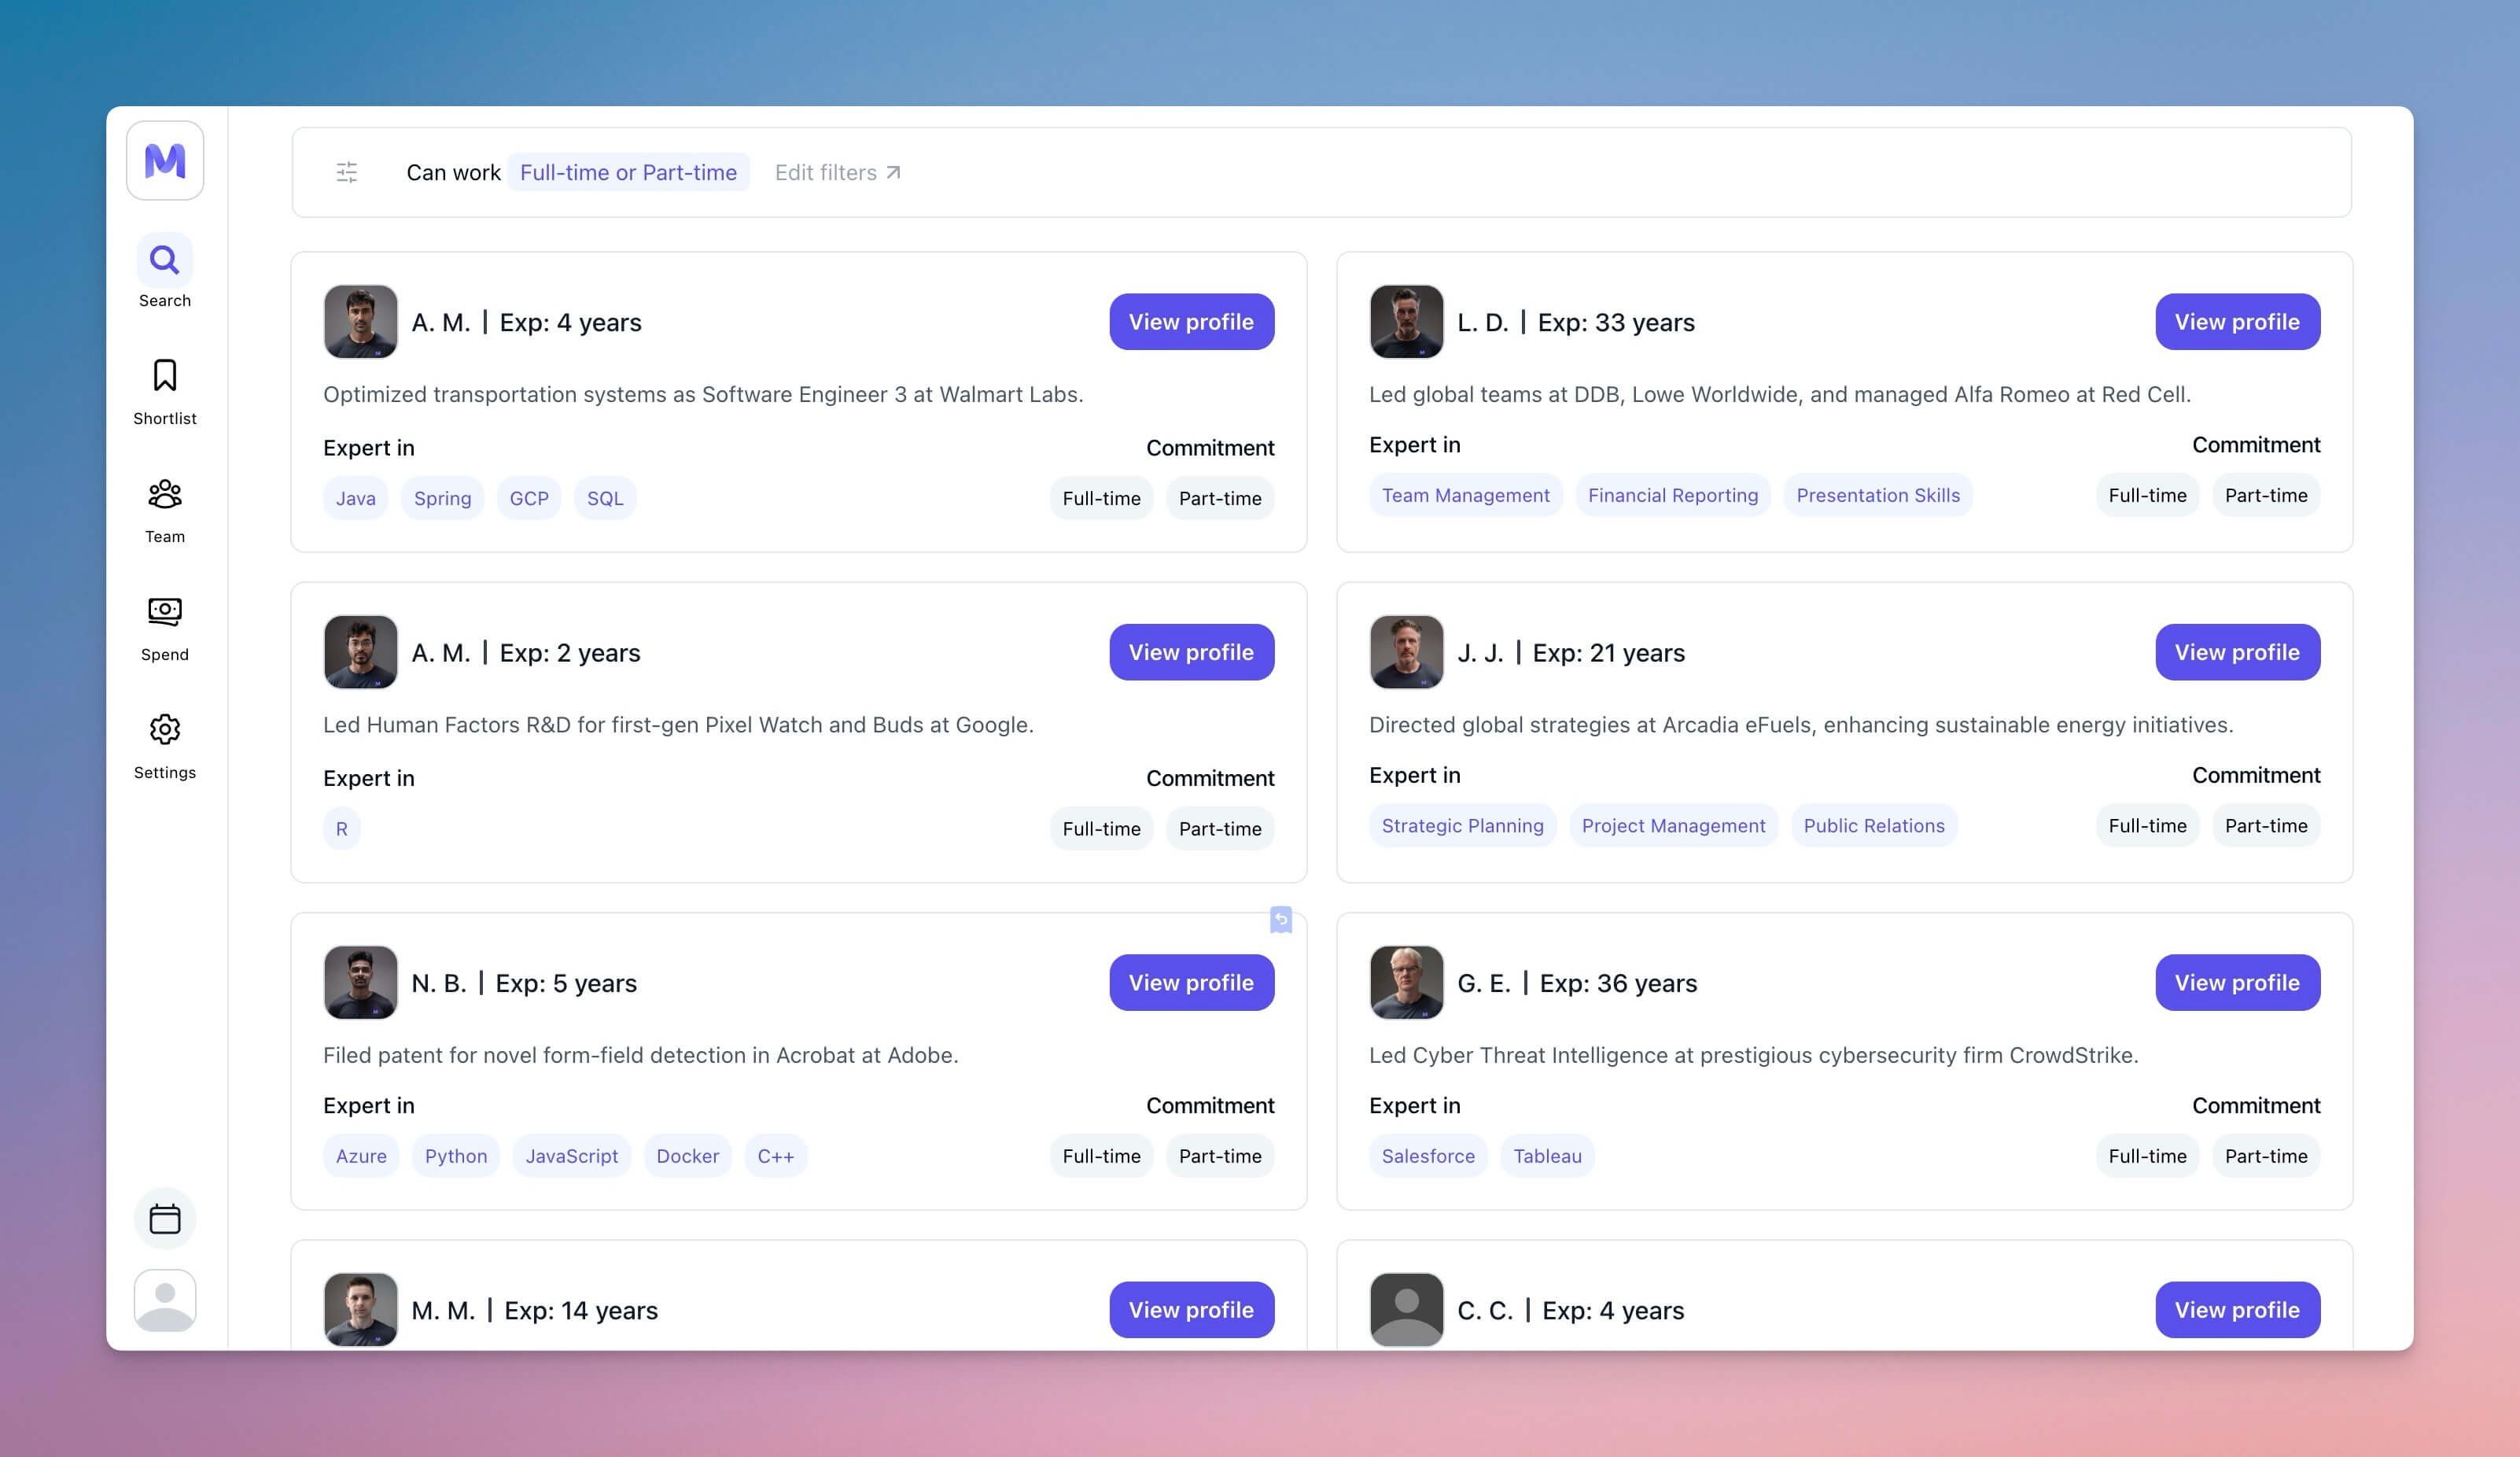 M
Search
Shortlist
Team
Spend
Settings
Can work Full-time or Part-time Edit filters
A. M. | Exp: 4 years
View profile
Optimized transportation systems as Software Engineer 3 at Walmart Labs.
Expert in
Commitment
Java Spring GCP SQL
Full-time Part-time
L. D. | Exp: 33 years
View profile
Led global teams at DDB, Lowe Worldwide, and managed Alfa Romeo at Red Cell.
Expert in
Commitment
Team Management Financial Reporting Presentation Skills
Full-time Part-time
A. M. | Exp: 2 years
View profile
Led Human Factors R&D for first-gen Pixel Watch and Buds at Google.
Expert in
Commitment
R
Full-time Part-time
J. J. | Exp: 21 years
View profile
Directed global strategies at Arcadia eFuels, enhancing sustainable energy initiatives.
Expert in
Commitment
Strategic Planning Project Management Public Relations
Full-time Part-time
N. B. | Exp: 5 years
View profile
Filed patent for novel form-field detection in Acrobat at Adobe.
Expert in
Commitment
Azure Python JavaScript Docker C++
Full-time Part-time
G. E. | Exp: 36 years
View profile
Led Cyber Threat Intelligence at prestigious cybersecurity firm CrowdStrike.
Expert in
Commitment
Salesforce Tableau
Full-time Part-time
M. M. | Exp: 14 years
View profile
C. C. | Exp: 4 years
View profile